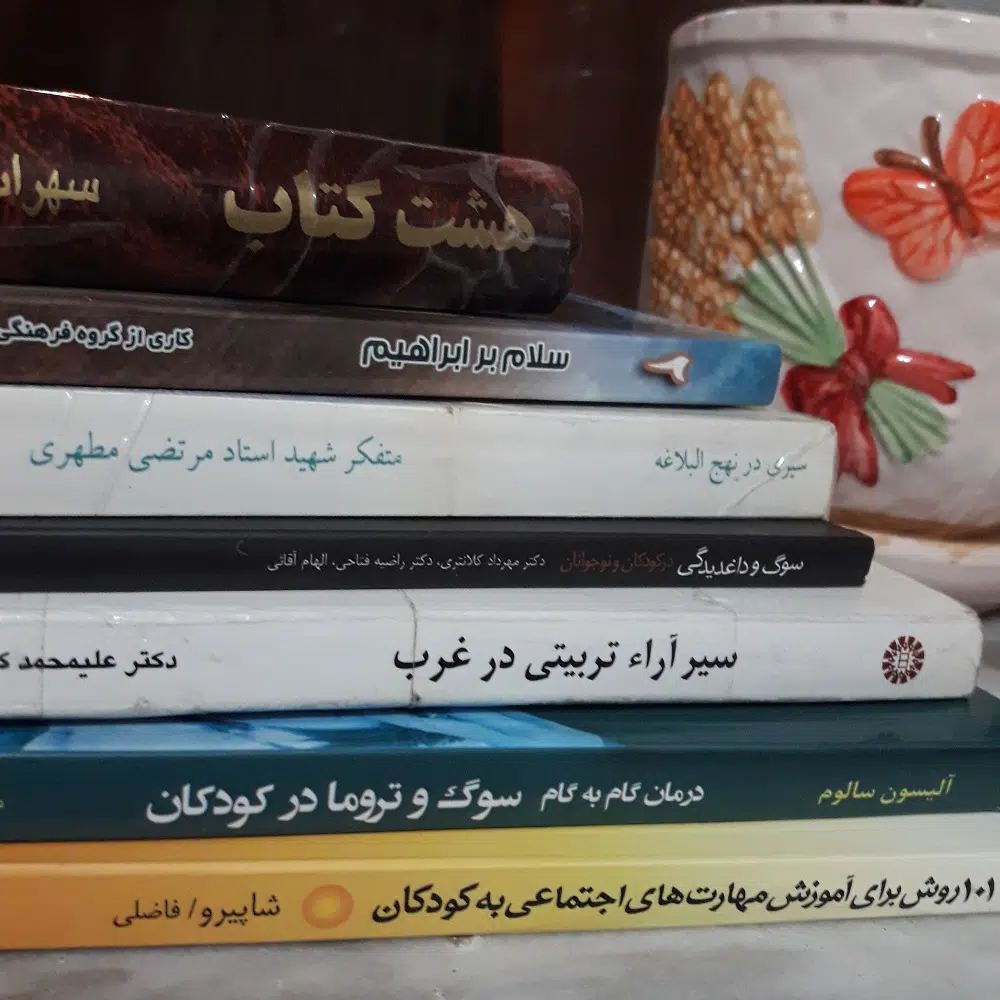 هشت کتاب سهراب
سلام بر ابراهیم ۲ کاری از گروه فرهنگی
سیری در نهج البلاغه متفکر شهید استاد مرتضی مطهری
سوگ و داغدیدگی در کودکان و نوجوانان دکتر مهرداد کلانتری، دکتر راضیه فتاحی، الهام آقائی
سیر آراء تربیتی در غرب دکتر علیمحمد
آلیسون سالوم درمان گام به گام سوگ و تروما در کودکان
۱۰۱ روش برای آموزش مهارت‌های اجتماعی به کودکان شاپیرو / فاضلی